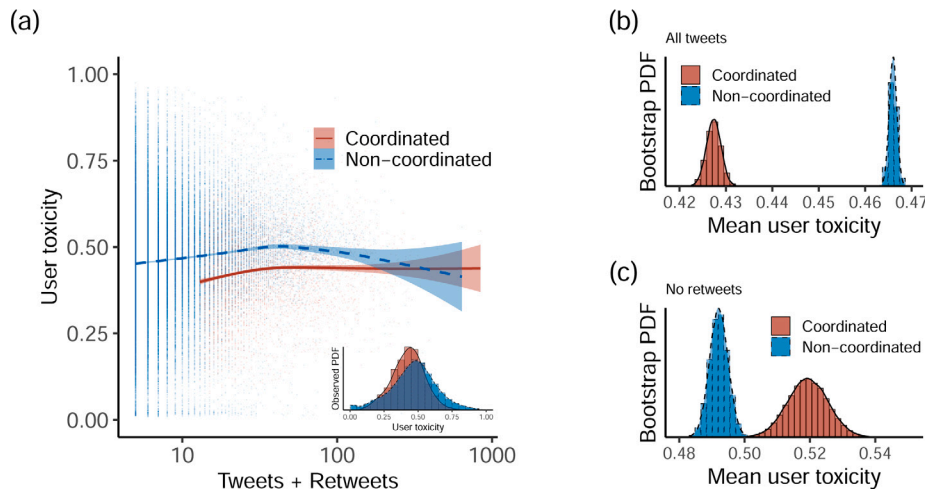 (a)
User toxicity
1.00
0.75
0.50
0.25
0.00
Coordinated
Non-coordinated
Observed PDF
0.00 0.25 0.50 0.75 1.00
User toxicity
10 100 1000
Tweets + Retweets
(b)
All tweets
Bootstrap PDF
Coordinated
Non-coordinated
0.42 0.43 0.44 0.45 0.46 0.47
Mean user toxicity
(c)
No retweets
Bootstrap PDF
Coordinated
Non-coordinated
0.48 0.50 0.52 0.54
Mean user toxicity